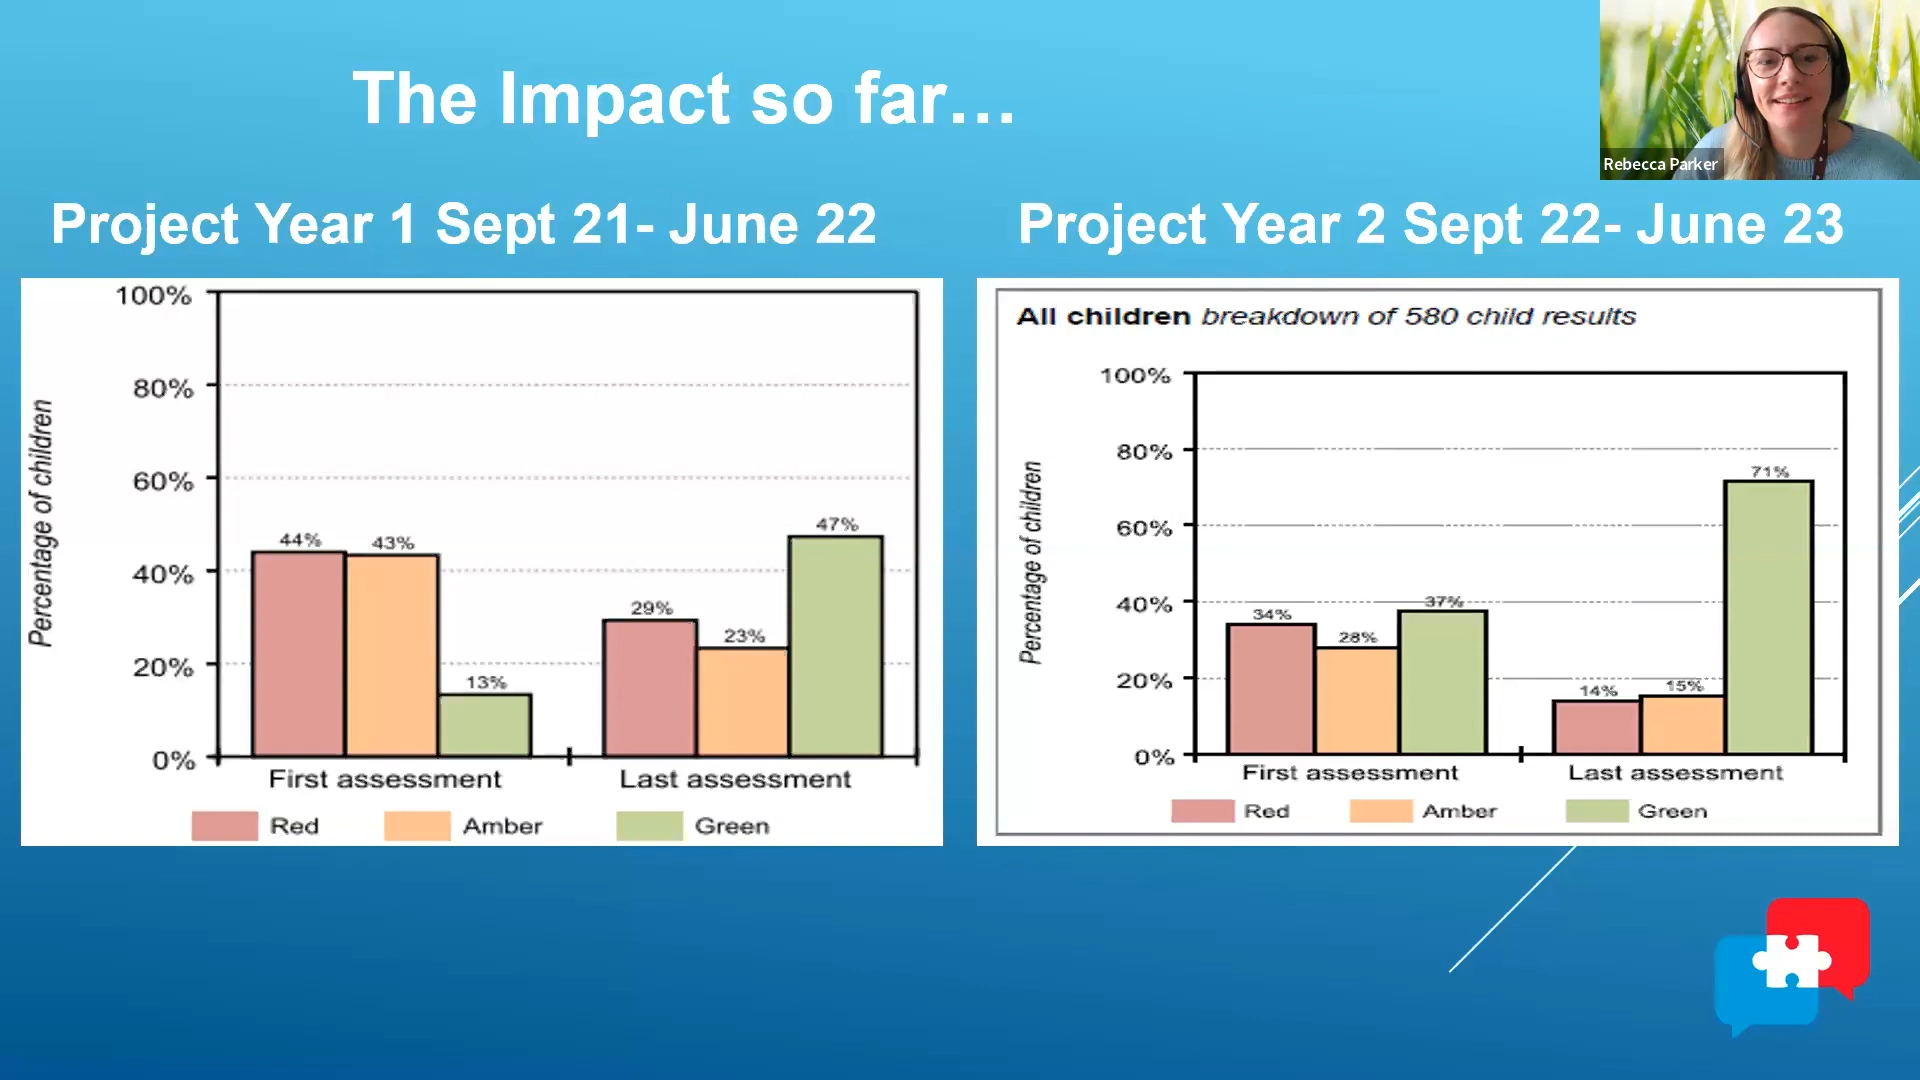 The Impact so far…
Rebecca Parker
Project Year 1 Sept 21- June 22
Project Year 2 Sept 22- June 23
Percentage of children
100%
80%
60%
40%
20%
0%
44%
43%
13%
29%
23%
47%
First assessment
Last assessment
Red
Amber
Green
All children breakdown of 580 child results
Percentage of children
100%
80%
60%
40%
20%
0%
34%
28%
37%
14%
15%
71%
First assessment
Last assessment
Red
Amber
Green